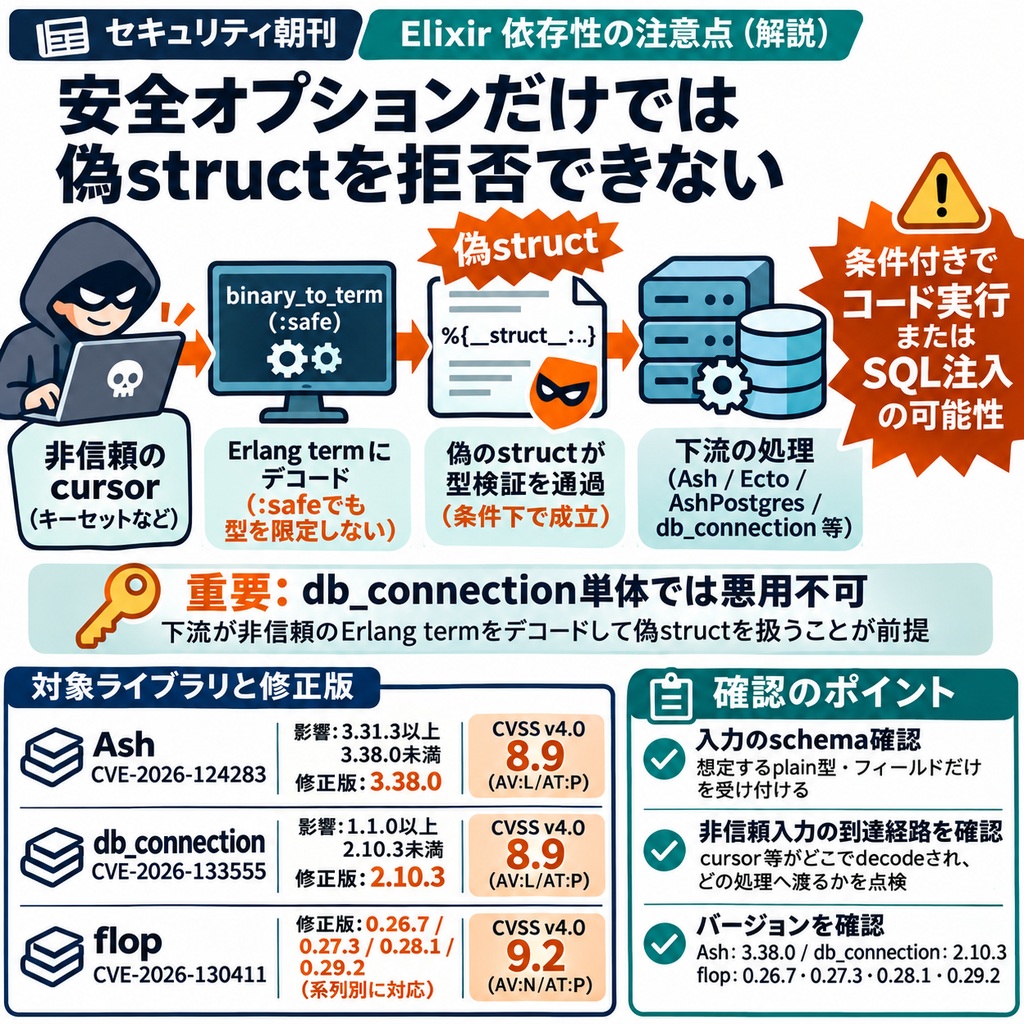 セキュリティ朝刊
Elixir 依存性の注意点（解説）
安全オプションだけでは
偽structを拒否できない
binary_to_term
(:safe)
偽struct
%{__struct__:..}
条件付きで
コード実行
または
SQL注入
の可能性
非信頼の
cursor
（キーセットなど）
Erlang termに
デコード
（:safeでも
型を限定しない）
偽のstructが
型検証を通過
（条件下で成立）
下流の処理
（Ash / Ecto /
AshPostgres /
db_connection 等）
重要：db_connection単体では悪用不可
下流が非信頼のErlang termをデコードして偽structを扱うことが前提
対象ライブラリと修正版
Ash
CVE-2026-124283
影響：3.31.3以上
3.38.0未満
修正版：3.38.0
CVSS v4.0
8.9
(AV:L/AT:P)
db_connection
CVE-2026-133555
影響：1.1.0以上
2.10.3未満
修正版：2.10.3
CVSS v4.0
8.9
(AV:L/AT:P)
flop
CVE-2026-130411
修正版：0.26.7 /
0.27.3 / 0.28.1 /
0.29.2
（系列別に対応）
CVSS v4.0
9.2
(AV:N/AT:P)
確認のポイント
入力のschema確認
想定するplain型・フィールドだけ
を受け付ける
非信頼入力の到達経路を確認
cursor等がどこでdecodeされ、
どの処理へ渡るかを点検
バージョンを確認
Ash: 3.38.0 / db_connection: 2.10.3
flop: 0.26.7・0.27.3・0.28.1・0.29.2